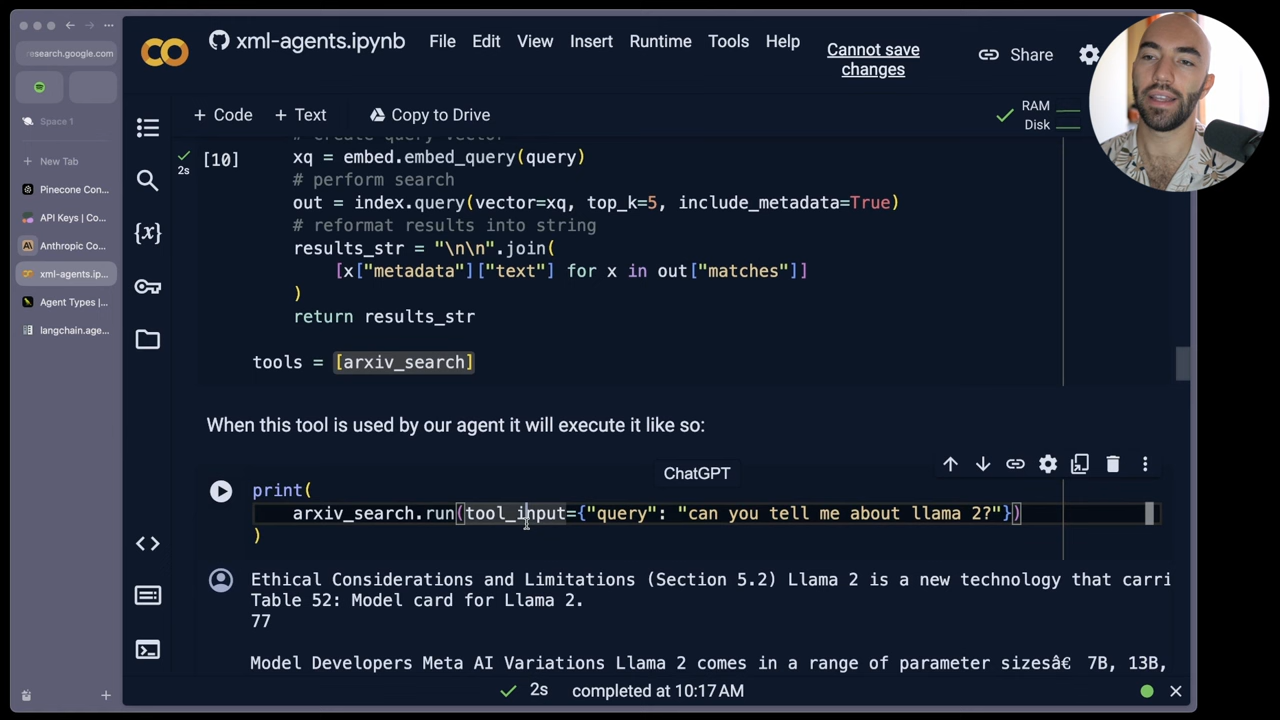 research.google.com
Space 1
New Tab
Pinecone Con...
API Keys | Co...
Anthropic Co...
xml-agents.ip...
Agent Types |...
langchain.age...
xml-agents.ipynb
File Edit View Insert Runtime Tools Help
Cannot save
changes
Share
+ Code + Text Copy to Drive
RAM
Disk
# create query vector
2s
[10]
xq = embed.embed_query(query)
# perform search
out = index.query(vector=xq, top_k=5, include_metadata=True)
# reformat results into string
results_str = "\n\n".join(
[x["metadata"]["text"] for x in out["matches"]]
)
return results_str
tools = [arxiv_search]
When this tool is used by our agent it will execute it like so:
ChatGPT
print(
arxiv_search.run(tool_input={"query": "can you tell me about llama 2?"})
)
Ethical Considerations and Limitations (Section 5.2) Llama 2 is a new technology that carri
Table 52: Model card for Llama 2.
77
Model Developers Meta AI Variations Llama 2 comes in a range of parameter sizesâ€ 7B, 13B,
2s completed at 10:17 AM